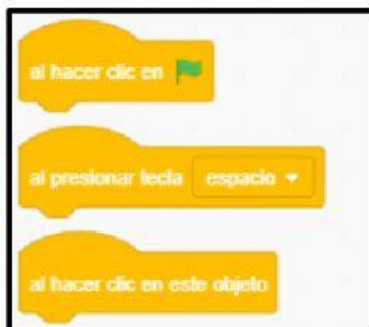 al hacer clic en
al presionar tecla espacio
al hacer clic en este objeto